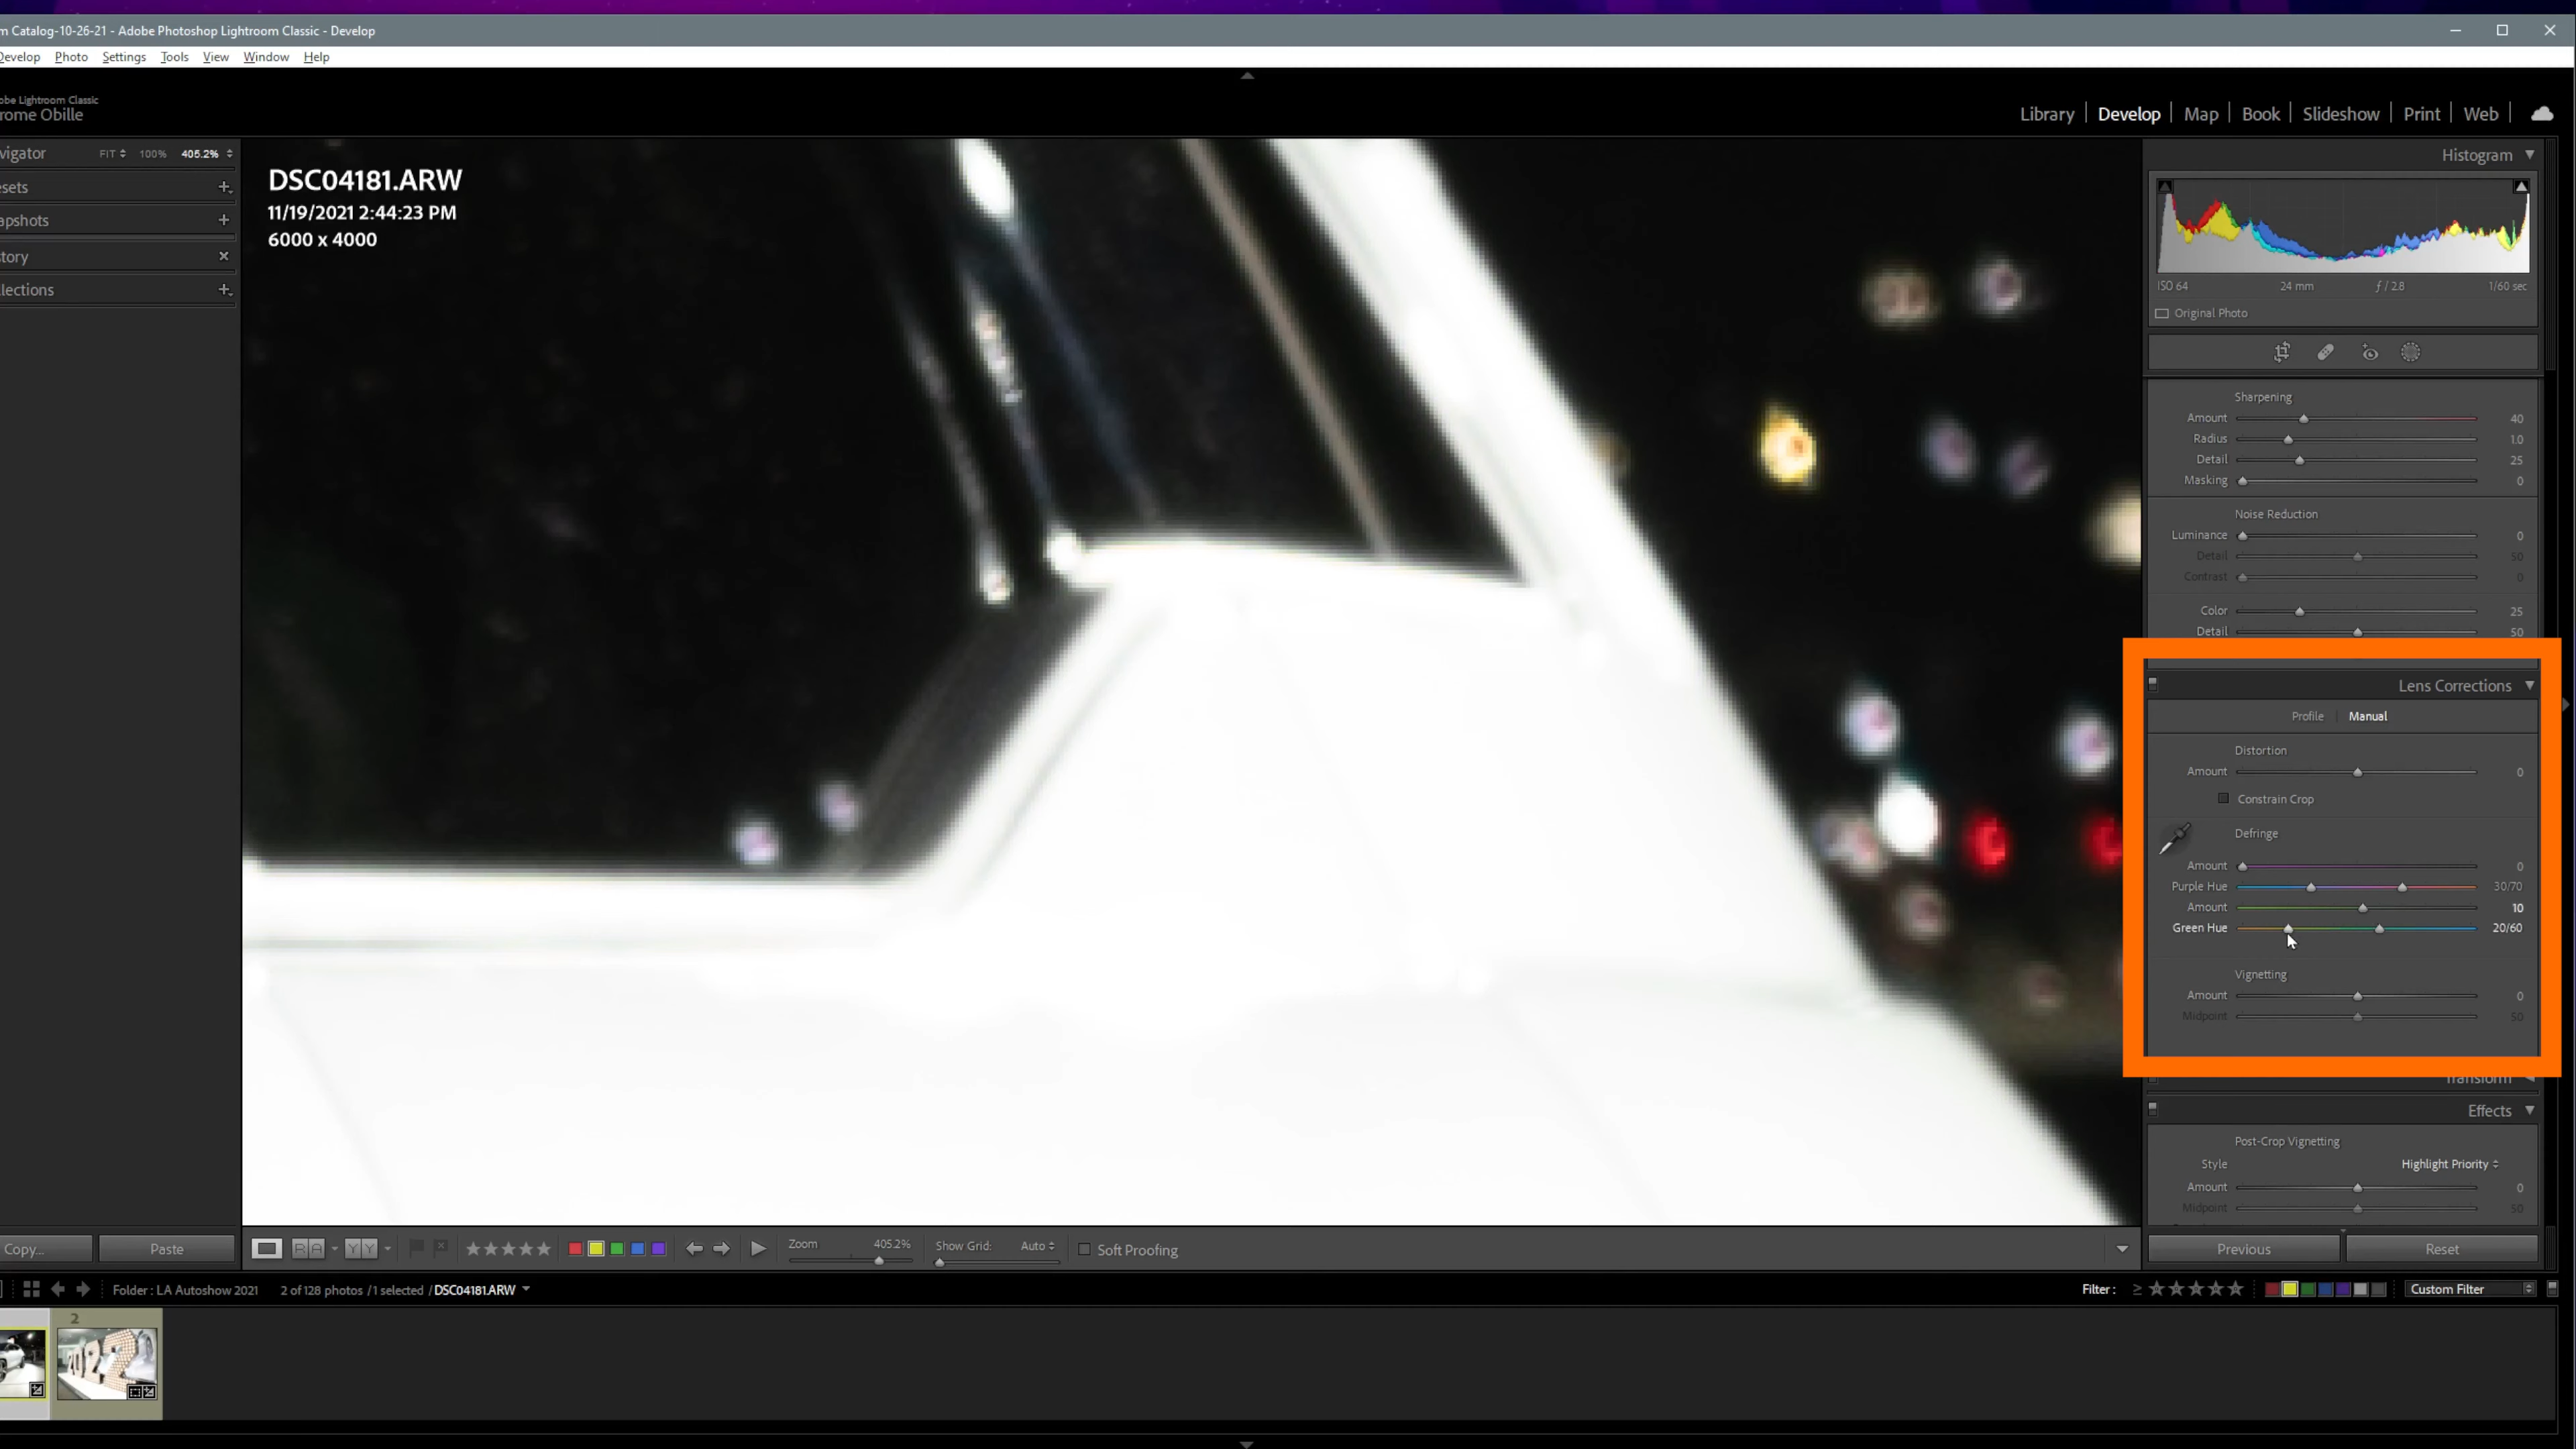 m Catalog-10-26-21 - Adobe Photoshop Lightroom Classic - Develop
Develop Photo Settings Tools View Window Help
obe Lightroom Classic
rome Obille
Library | Develop | Map | Book | Slideshow | Print | Web |
vigator FIT 100% 405.2%
esets
apshots
tory
llections
DSC04181.ARW
11/19/2021 2:44:23 PM
6000 x 4000
Histogram
ISO 64 24 mm ƒ / 2.8 1/60 sec
Original Photo
Sharpening
Amount 40
Radius 1.0
Detail 25
Masking 0
Noise Reduction
Luminance 0
Detail 50
Contrast 0
Color 25
Detail 50
Lens Corrections
Profile | Manual
Distortion
Amount 0
Constrain Crop
Defringe
Amount 0
Purple Hue 30/70
Amount 10
Green Hue 20/60
Vignetting
Amount 0
Midpoint 50
Transform
Effects
Post-Crop Vignetting
Style Highlight Priority
Amount 0
Midpoint 50
Copy... Paste
R A Y Y Zoom 405.2% Show Grid: Auto Soft Proofing
Previous Reset
Folder : LA Autoshow 2021 2 of 128 photos / 1 selected / DSC04181.ARW
Filter : ≥ Custom Filter
2